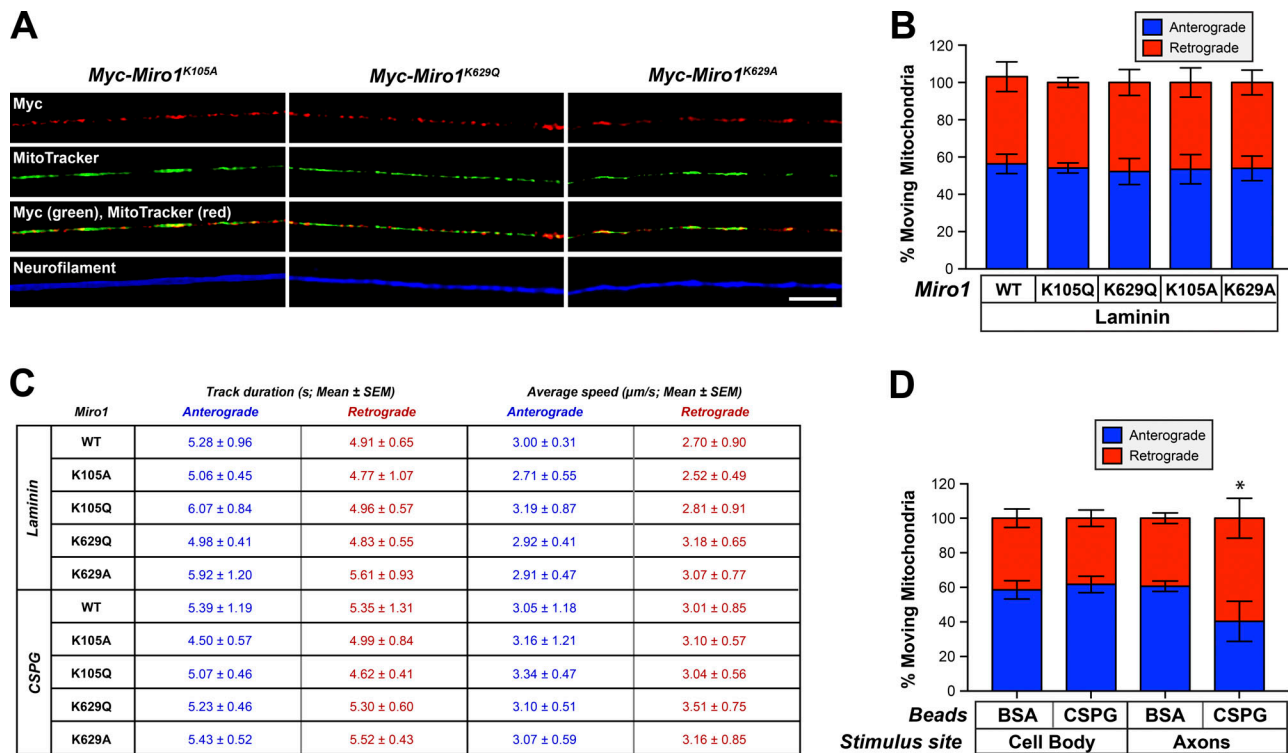 A
Myc-Miro1K105A Myc-Miro1K629Q Myc-Miro1K629A
Myc
MitoTracker
Myc (green), MitoTracker (red)
Neurofilament
B
Anterograde
Retrograde
% Moving Mitochondria
120
100
80
60
40
20
0
Miro1 WT K105Q K629Q K105A K629A
Laminin
C
Track duration (s; Mean ± SEM) Average speed (µm/s; Mean ± SEM)
Miro1 Anterograde Retrograde Anterograde Retrograde
Laminin
WT 5.28 ± 0.96 4.91 ± 0.65 3.00 ± 0.31 2.70 ± 0.90
K105A 5.06 ± 0.45 4.77 ± 1.07 2.71 ± 0.55 2.52 ± 0.49
K105Q 6.07 ± 0.84 4.96 ± 0.57 3.19 ± 0.87 2.81 ± 0.91
K629Q 4.98 ± 0.41 4.83 ± 0.55 2.92 ± 0.41 3.18 ± 0.65
K629A 5.92 ± 1.20 5.61 ± 0.93 2.91 ± 0.47 3.07 ± 0.77
CSPG
WT 5.39 ± 1.19 5.35 ± 1.31 3.05 ± 1.18 3.01 ± 0.85
K105A 4.50 ± 0.57 4.99 ± 0.84 3.16 ± 1.21 3.10 ± 0.57
K105Q 5.07 ± 0.46 4.62 ± 0.41 3.34 ± 0.47 3.04 ± 0.56
K629Q 5.23 ± 0.46 5.30 ± 0.60 3.10 ± 0.51 3.51 ± 0.75
K629A 5.43 ± 0.52 5.52 ± 0.43 3.07 ± 0.59 3.16 ± 0.85
D
Anterograde
Retrograde
% Moving Mitochondria
120
100
80
60
40
20
0
*
Beads BSA CSPG BSA CSPG
Stimulus site Cell Body Axons